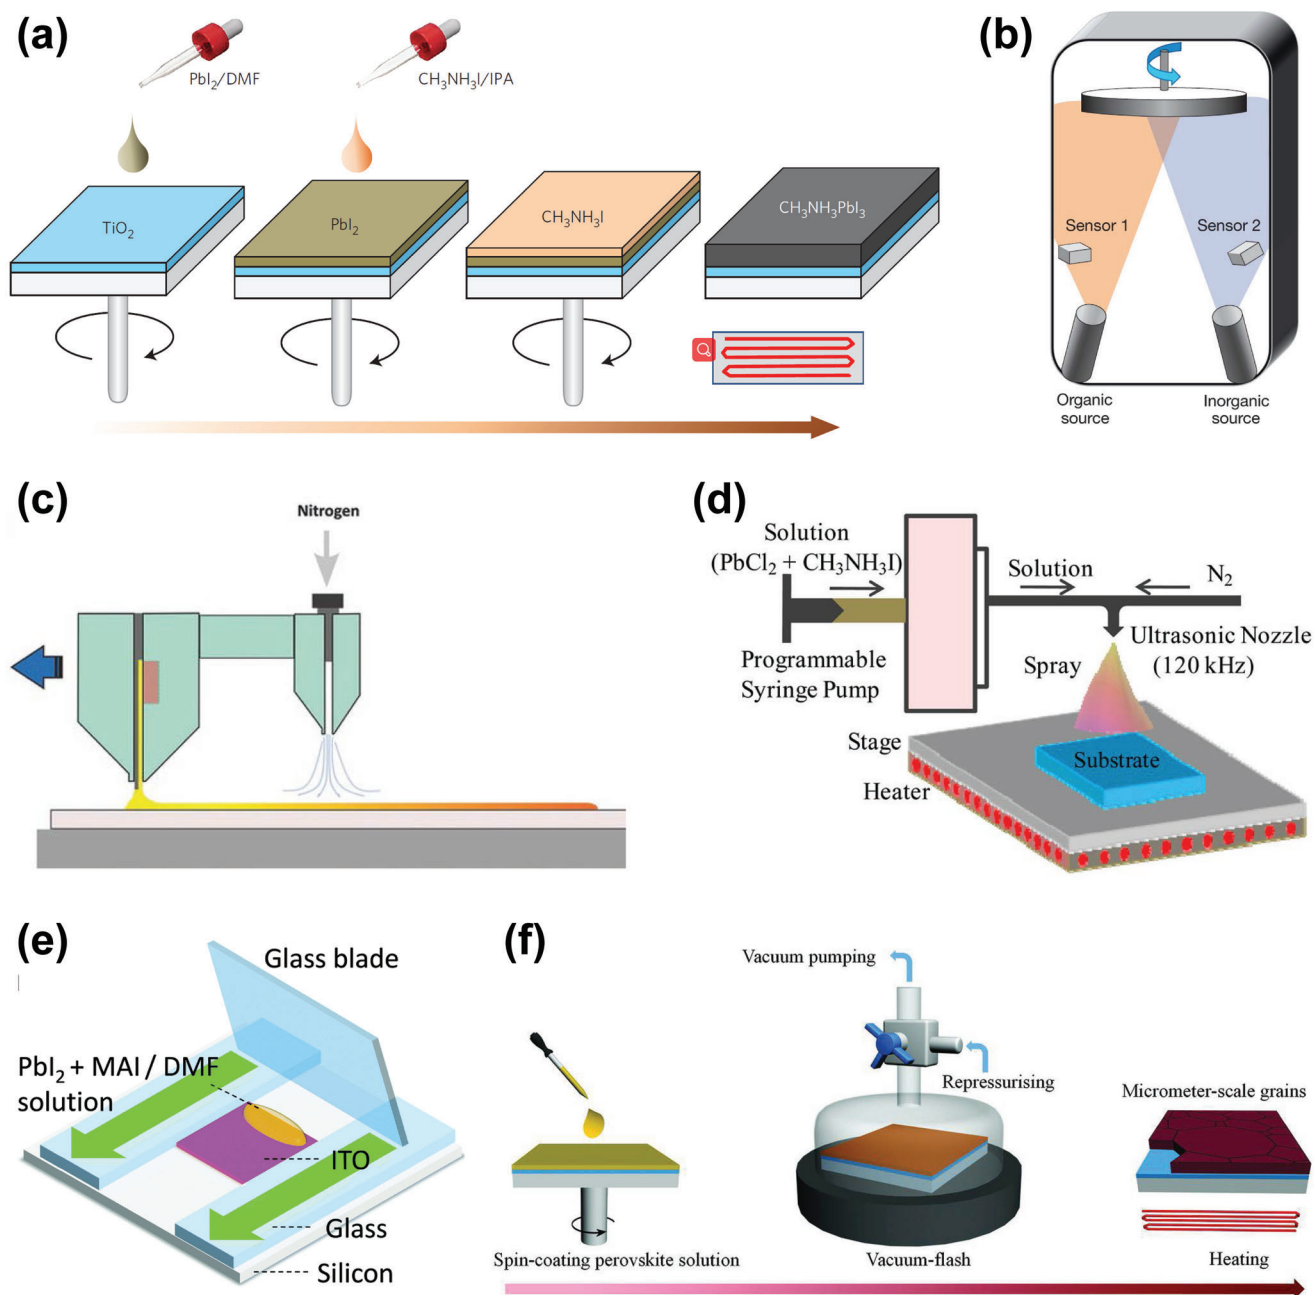 (a)
PbI₂/DMF
CH₃NH₃I/IPA
TiO₂
PbI₂
CH₃NH₃I
CH₃NH₃PbI₃
(b)
Sensor 1
Sensor 2
Organic
source
Inorganic
source
(c)
Nitrogen
(d)
Solution
(PbCl₂ + CH₃NH₃I)
Solution
N₂
Programmable
Syringe Pump
Spray
Ultrasonic Nozzle
(120 kHz)
Stage
Heater
Substrate
(e)
Glass blade
PbI₂ + MAI / DMF
solution
ITO
Glass
Silicon
(f)
Vacuum pumping
Repressurising
Micrometer-scale grains
Spin-coating perovskite solution
Vacuum-flash
Heating